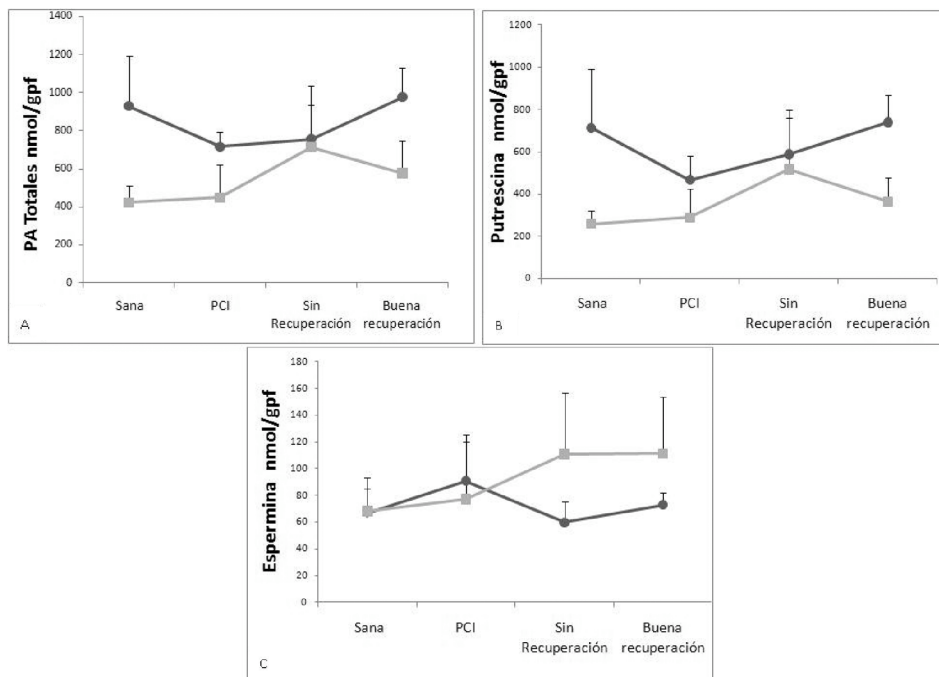 PA Totales nmol/gpf
1400
1200
1000
800
600
400
200
0
Sana
PCI
Sin
Recuperación
Buena
recuperación
A
Putrescina nmol/gpf
1200
1000
800
600
400
200
0
Sana
PCI
Sin
Recuperación
Buena
recuperación
B
Espermina nmol/gpf
180
160
140
120
100
80
60
40
20
0
Sana
PCI
Sin
Recuperación
Buena
recuperación
C